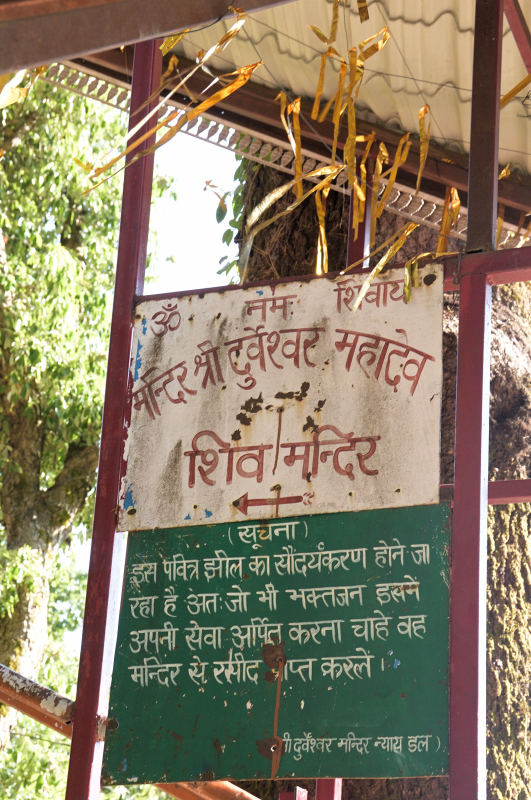 ॐ नमः शिवाय
मन्दिर श्री दुर्वेश्वर महादेव
शिव मन्दिर
(सूचना)
इस पवित्र झील का सौंदर्यकरण होने जा
रहा है अतः जो भी भक्तजन इसमें
अपनी सेवा अर्पित करना चाहे वह
मन्दिर से रसीद प्राप्त करलें।
दुर्वेश्वर मन्दिर न्यास डल)